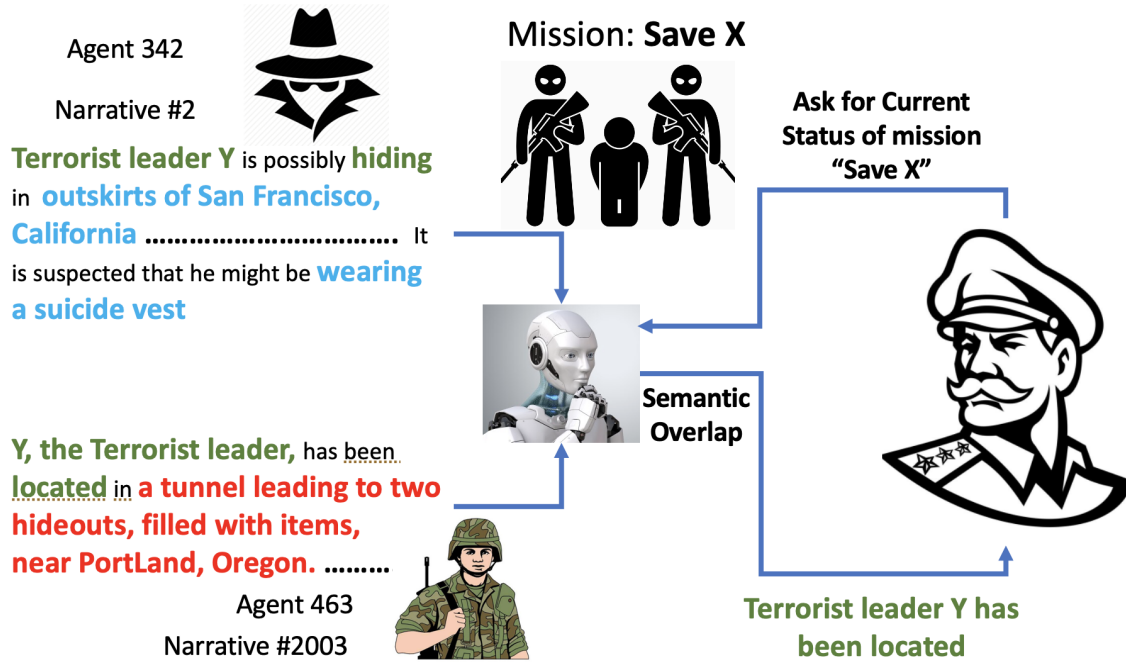 Agent 342
Narrative #2
Terrorist leader Y is possibly hiding
in outskirts of San Francisco,
California ................................. It
is suspected that he might be wearing
a suicide vest
Mission: Save X
Ask for Current
Status of mission
“Save X”
Semantic
Overlap
Y, the Terrorist leader, has been
located in a tunnel leading to two
hideouts, filled with items,
near PortLand, Oregon. .........
Agent 463
Narrative #2003
Terrorist leader Y has
been located